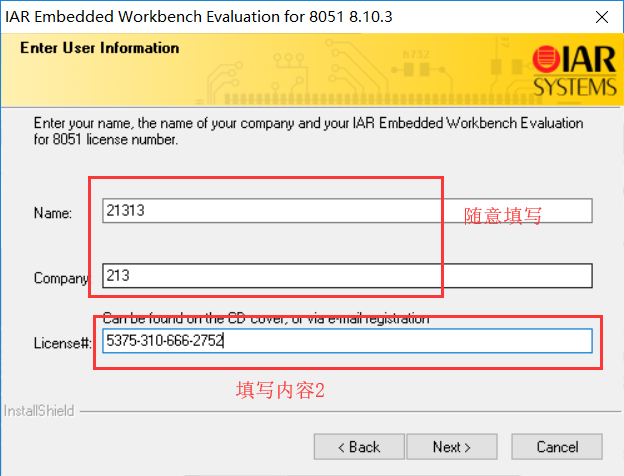 IAR Embedded Workbench Evaluation for 8051 8.10.3
Enter User Information
IAR
SYSTEMS
Enter your name, the name of your company and your IAR Embedded Workbench Evaluation
for 8051 license number.
Name:
21313
随意填写
Company
213
Can be found on the CD cover, or via e-mail registration
License#:
5375-310-666-2752
填写内容2
InstallShield
< Back
Next >
Cancel